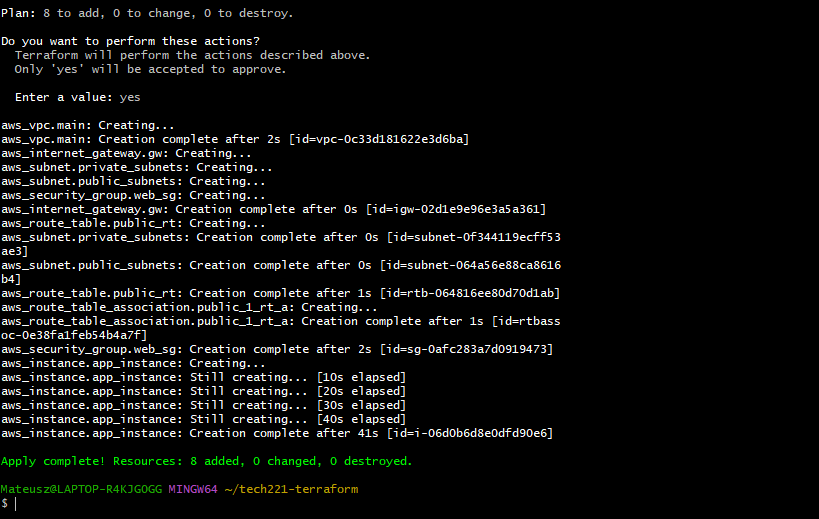 Plan: 8 to add, 0 to change, 0 to destroy.
Do you want to perform these actions?
Terraform will perform the actions described above.
Only 'yes' will be accepted to approve.
Enter a value: yes
aws_vpc.main: Creating...
aws_vpc.main: Creation complete after 2s [id=vpc-0c33d181622e3d6ba]
aws_internet_gateway.gw: Creating...
aws_subnet.private_subnets: Creating...
aws_subnet.public_subnets: Creating...
aws_security_group.web_sg: Creating...
aws_internet_gateway.gw: Creation complete after 0s [id=igw-02d1e9e96e3a5a361]
aws_route_table.public_rt: Creating...
aws_subnet.private_subnets: Creation complete after 0s [id=subnet-0f344119ecff53
ae3]
aws_subnet.public_subnets: Creation complete after 0s [id=subnet-064a56e88ca8616
b4]
aws_route_table.public_rt: Creation complete after 1s [id=rtb-064816ee80d70d1ab]
aws_route_table_association.public_1_rt_a: Creating...
aws_route_table_association.public_1_rt_a: Creation complete after 1s [id=rtbass
oc-0e38fa1feb54b4a7f]
aws_security_group.web_sg: Creation complete after 2s [id=sg-0afc283a7d0919473]
aws_instance.app_instance: Creating...
aws_instance.app_instance: Still creating... [10s elapsed]
aws_instance.app_instance: Still creating... [20s elapsed]
aws_instance.app_instance: Still creating... [30s elapsed]
aws_instance.app_instance: Still creating... [40s elapsed]
aws_instance.app_instance: Creation complete after 41s [id=i-06d0b6d8e0dfd90e6]
Apply complete! Resources: 8 added, 0 changed, 0 destroyed.
Mateusz@LAPTOP-R4KJGOGG MINGW64 ~/tech221-terraform
$